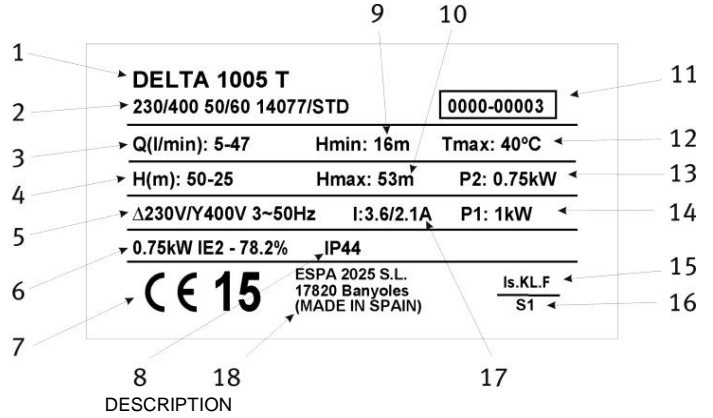 9 10
1 DELTA 1005 T 11
2 230/400 50/60 14077/STD 0000-00003
3 Q(l/min): 5-47 Hmin: 16m Tmax: 40ºC 12
4 H(m): 50-25 Hmax: 53m P2: 0.75kW 13
5 Δ230V/Y400V 3~50Hz I:3.6/2.1A P1: 1kW 14
6 0.75kW IE2 - 78.2% IP44
7 CE 15 ESPA 2025 S.L. Is.KL.F 15
17820 Banyoles
(MADE IN SPAIN) S1 16
8 18 17
DESCRIPTION